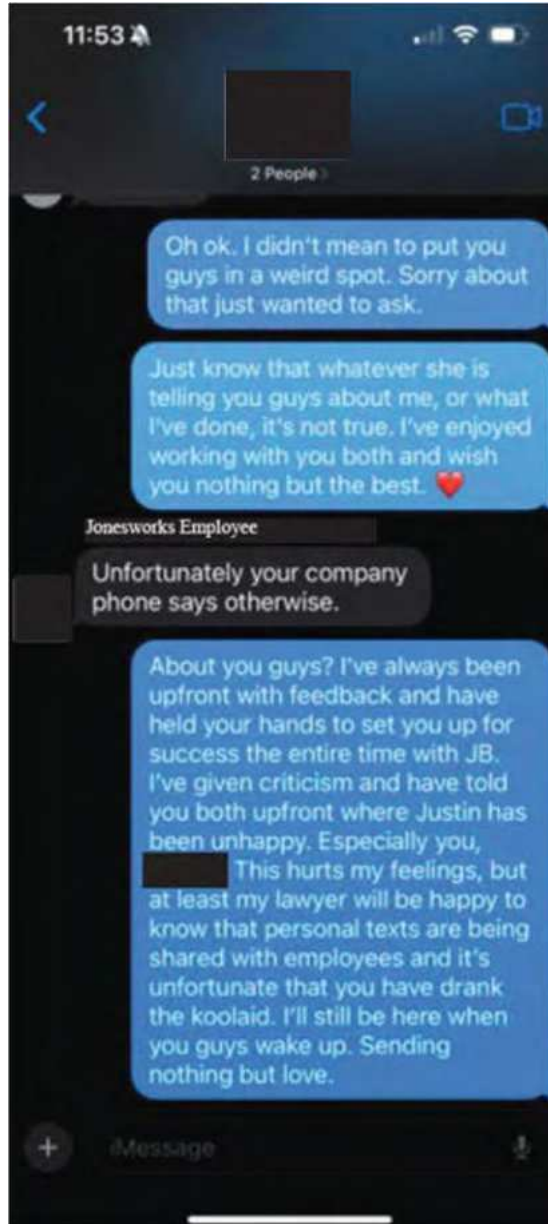 11:53
2 People
Oh ok. I didn't mean to put you
guys in a weird spot. Sorry about
that just wanted to ask.
Just know that whatever she is
telling you guys about me, or what
I've done, it's not true. I've enjoyed
working with you both and wish
you nothing but the best. ❤️
Jonesworks Employee
Unfortunately your company
phone says otherwise.
About you guys? I've always been
upfront with feedback and have
held your hands to set you up for
success the entire time with JB.
I've given criticism and have told
you both upfront where Justin has
been unhappy. Especially you,
This hurts my feelings, but
at least my lawyer will be happy to
know that personal texts are being
shared with employees and it's
unfortunate that you have drank
the koolaid. I'll still be here when
you guys wake up. Sending
nothing but love.
iMessage